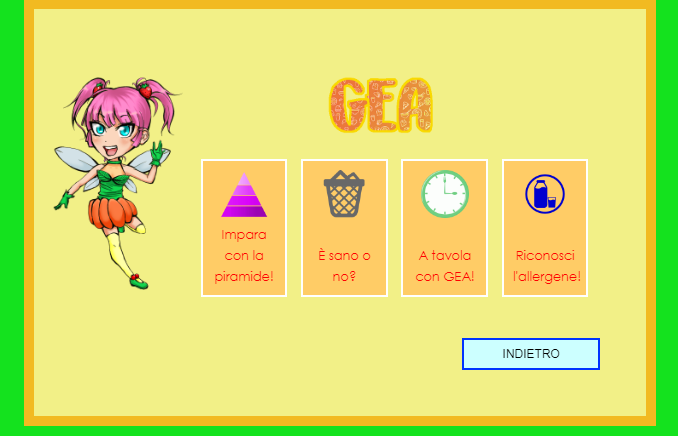 GEA
Impara
con la
piramide!
È sano o
no?
A tavola
con GEA!
Riconosci
l'allergene!
INDIETRO